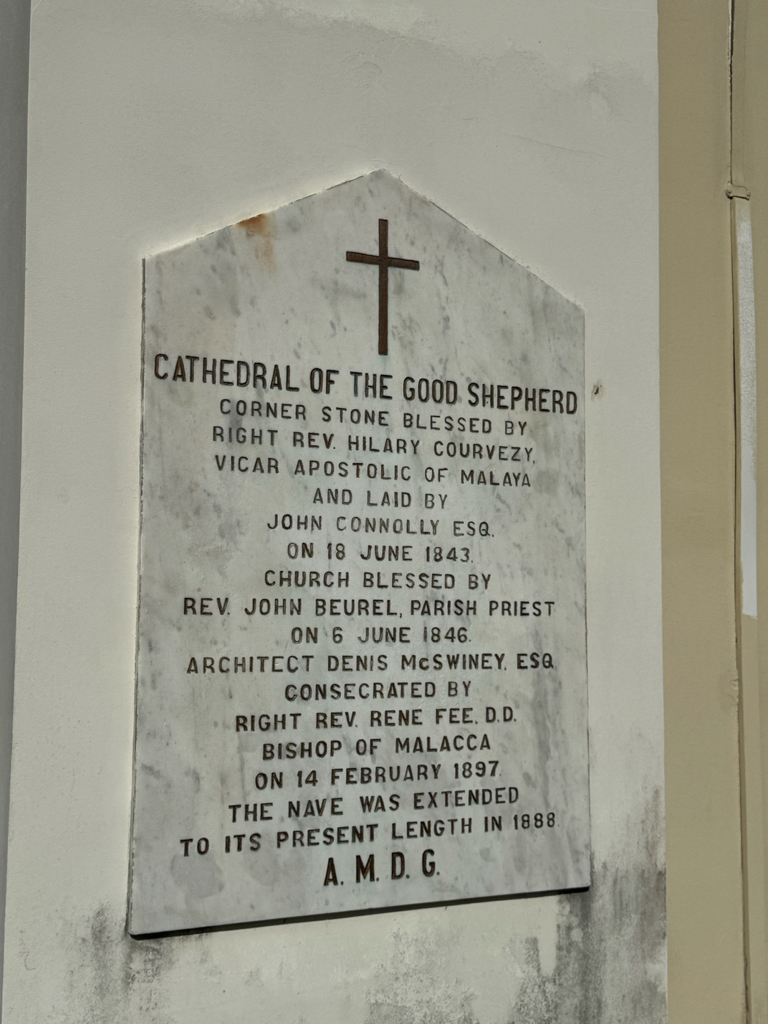 CATHEDRAL OF THE GOOD SHEPHERD
CORNER STONE BLESSED BY
RIGHT REV. HILARY COURVEZY,
VICAR APOSTOLIC OF MALAYA
AND LAID BY
JOHN CONNOLLY ESQ.
ON 18 JUNE 1843.
CHURCH BLESSED BY
REV. JOHN BEUREL, PARISH PRIEST
ON 6 JUNE 1846.
ARCHITECT DENIS McSWINEY, ESQ.
CONSECRATED BY
RIGHT REV. RENE FEE, D.D.
BISHOP OF MALACCA
ON 14 FEBRUARY 1897.
THE NAVE WAS EXTENDED
TO ITS PRESENT LENGTH IN 1888.
A. M. D. G.